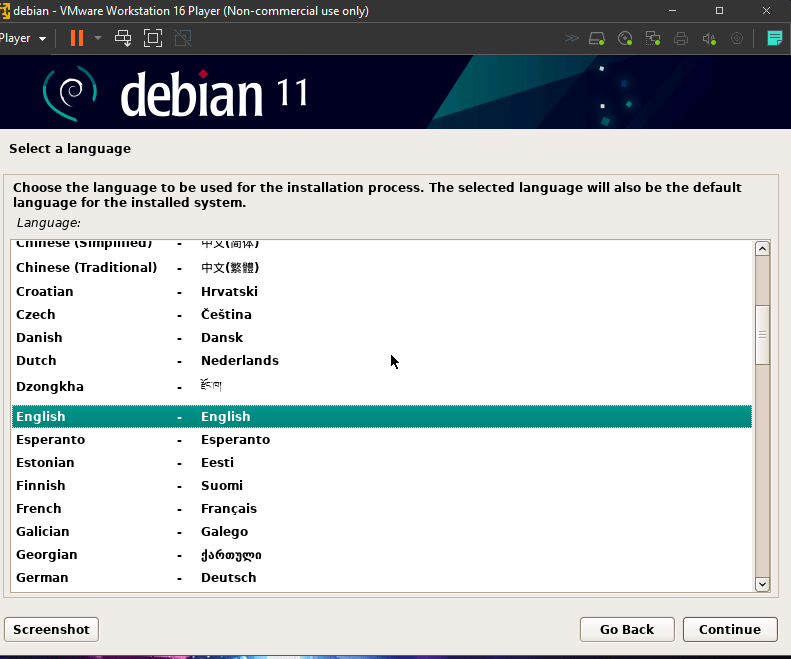 debian - VMware Workstation 16 Player (Non-commercial use only)
Player
debian 11
Select a language
Choose the language to be used for the installation process. The selected language will also be the default
language for the installed system.
Language:
Chinese (Simplified) - 中文(简体)
Chinese (Traditional) - 中文(繁體)
Croatian - Hrvatski
Czech - Čeština
Danish - Dansk
Dutch - Nederlands
Dzongkha - རྫོང་ཁ།
English - English
Esperanto - Esperanto
Estonian - Eesti
Finnish - Suomi
French - Français
Galician - Galego
Georgian - ქართული
German - Deutsch
Screenshot Go Back Continue